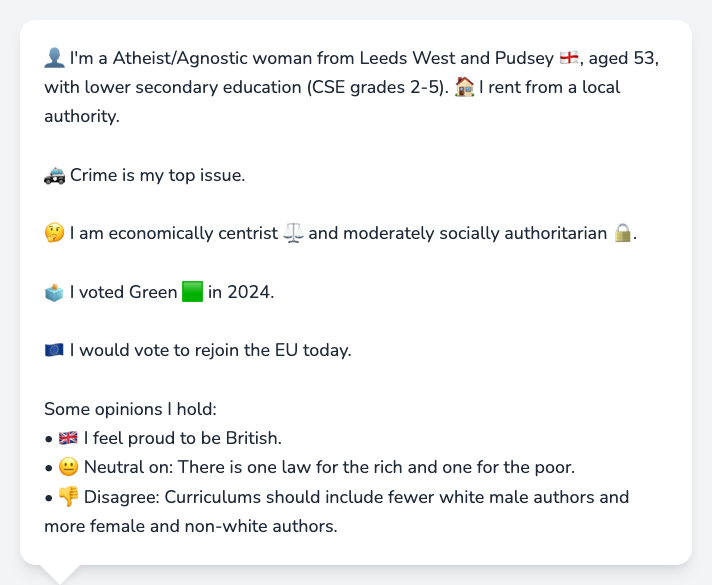 👤 I'm a Atheist/Agnostic woman from Leeds West and Pudsey 🏴󠁧󠁢󠁥󠁮󠁧󠁿, aged 53,
with lower secondary education (CSE grades 2-5). 🏠 I rent from a local
authority.
🚓 Crime is my top issue.
🤔 I am economically centrist ⚖️ and moderately socially authoritarian 🔒.
🗳️ I voted Green 🟩 in 2024.
🇪🇺 I would vote to rejoin the EU today.
Some opinions I hold:
• 🇬🇧 I feel proud to be British.
• 😐 Neutral on: There is one law for the rich and one for the poor.
• 👎 Disagree: Curriculums should include fewer white male authors and
more female and non-white authors.